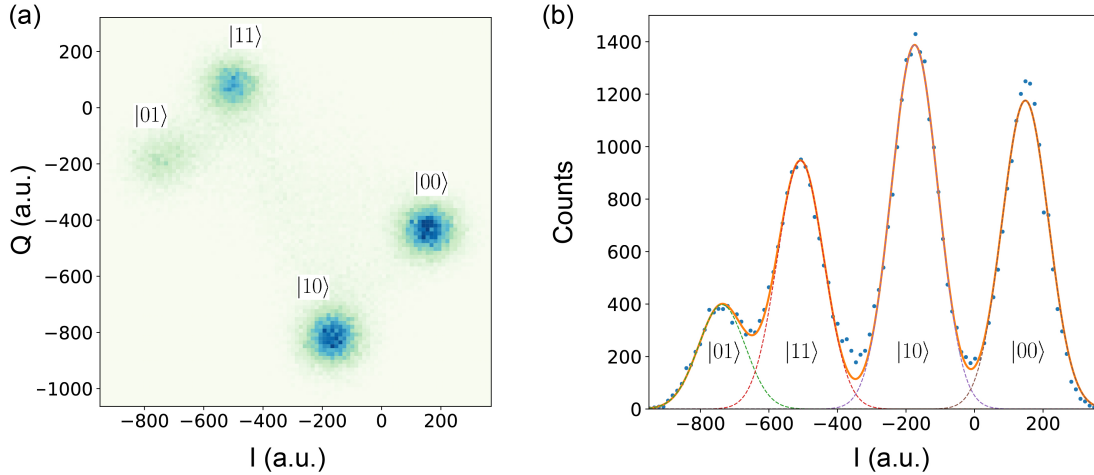 (a)
200
0
−200
−400
−600
−800
−1000
Q (a.u.)
|11⟩
|01⟩
|00⟩
|10⟩
−800 −600 −400 −200 0 200
I (a.u.)
(b)
1400
1200
1000
800
600
400
200
0
Counts
|01⟩ |11⟩ |10⟩ |00⟩
−800 −600 −400 −200 0 200
I (a.u.)